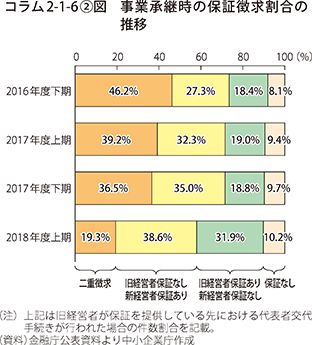 コラム2-1-6②図 事業承継時の保証徴求割合の
推移
0 20 40 60 80 100 (%)
2016年度下期 46.2% 27.3% 18.4% 8.1%
2017年度上期 39.2% 32.3% 19.0% 9.4%
2017年度下期 36.5% 35.0% 18.8% 9.7%
2018年度上期 19.3% 38.6% 31.9% 10.2%
二重徴求 旧経営者保証なし 旧経営者保証あり 保証なし
新経営者保証あり 新経営者保証なし
(注) 上記は旧経営者が保証を提供している先における代表者交代
手続きが行われた場合の件数割合を記載。
(資料)金融庁公表資料より中小企業庁作成